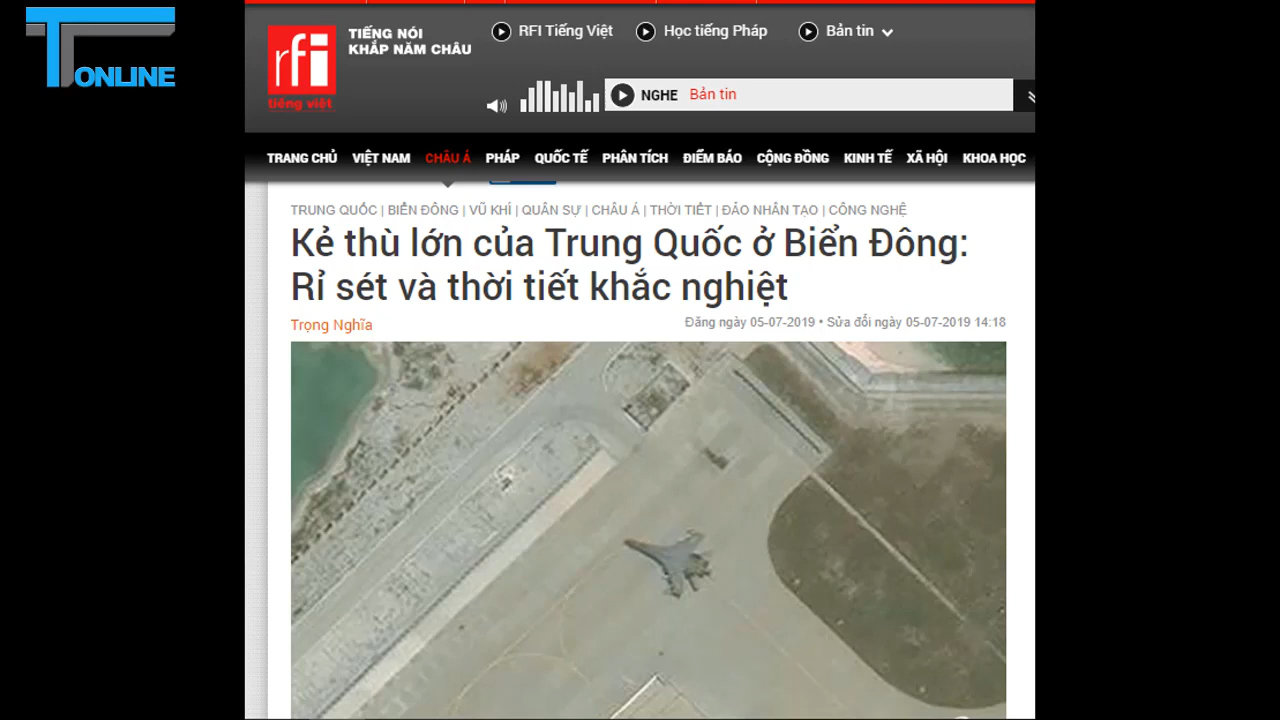 T ONLINE
rfi
tiếng việt
TIẾNG NÓI
KHẮP NĂM CHÂU
RFI Tiếng Việt Học tiếng Pháp Bản tin
NGHE Bản tin
TRANG CHỦ VIỆT NAM CHÂU Á PHÁP QUỐC TẾ PHÂN TÍCH ĐIỂM BÁO CỘNG ĐỒNG KINH TẾ XÃ HỘI KHOA HỌC
TRUNG QUỐC | BIỂN ĐÔNG | VŨ KHÍ | QUÂN SỰ | CHÂU Á | THỜI TIẾT | ĐẢO NHÂN TẠO | CÔNG NGHỆ
Kẻ thù lớn của Trung Quốc ở Biển Đông:
Rỉ sét và thời tiết khắc nghiệt
Trọng Nghĩa
Đăng ngày 05-07-2019 • Sửa đổi ngày 05-07-2019 14:18